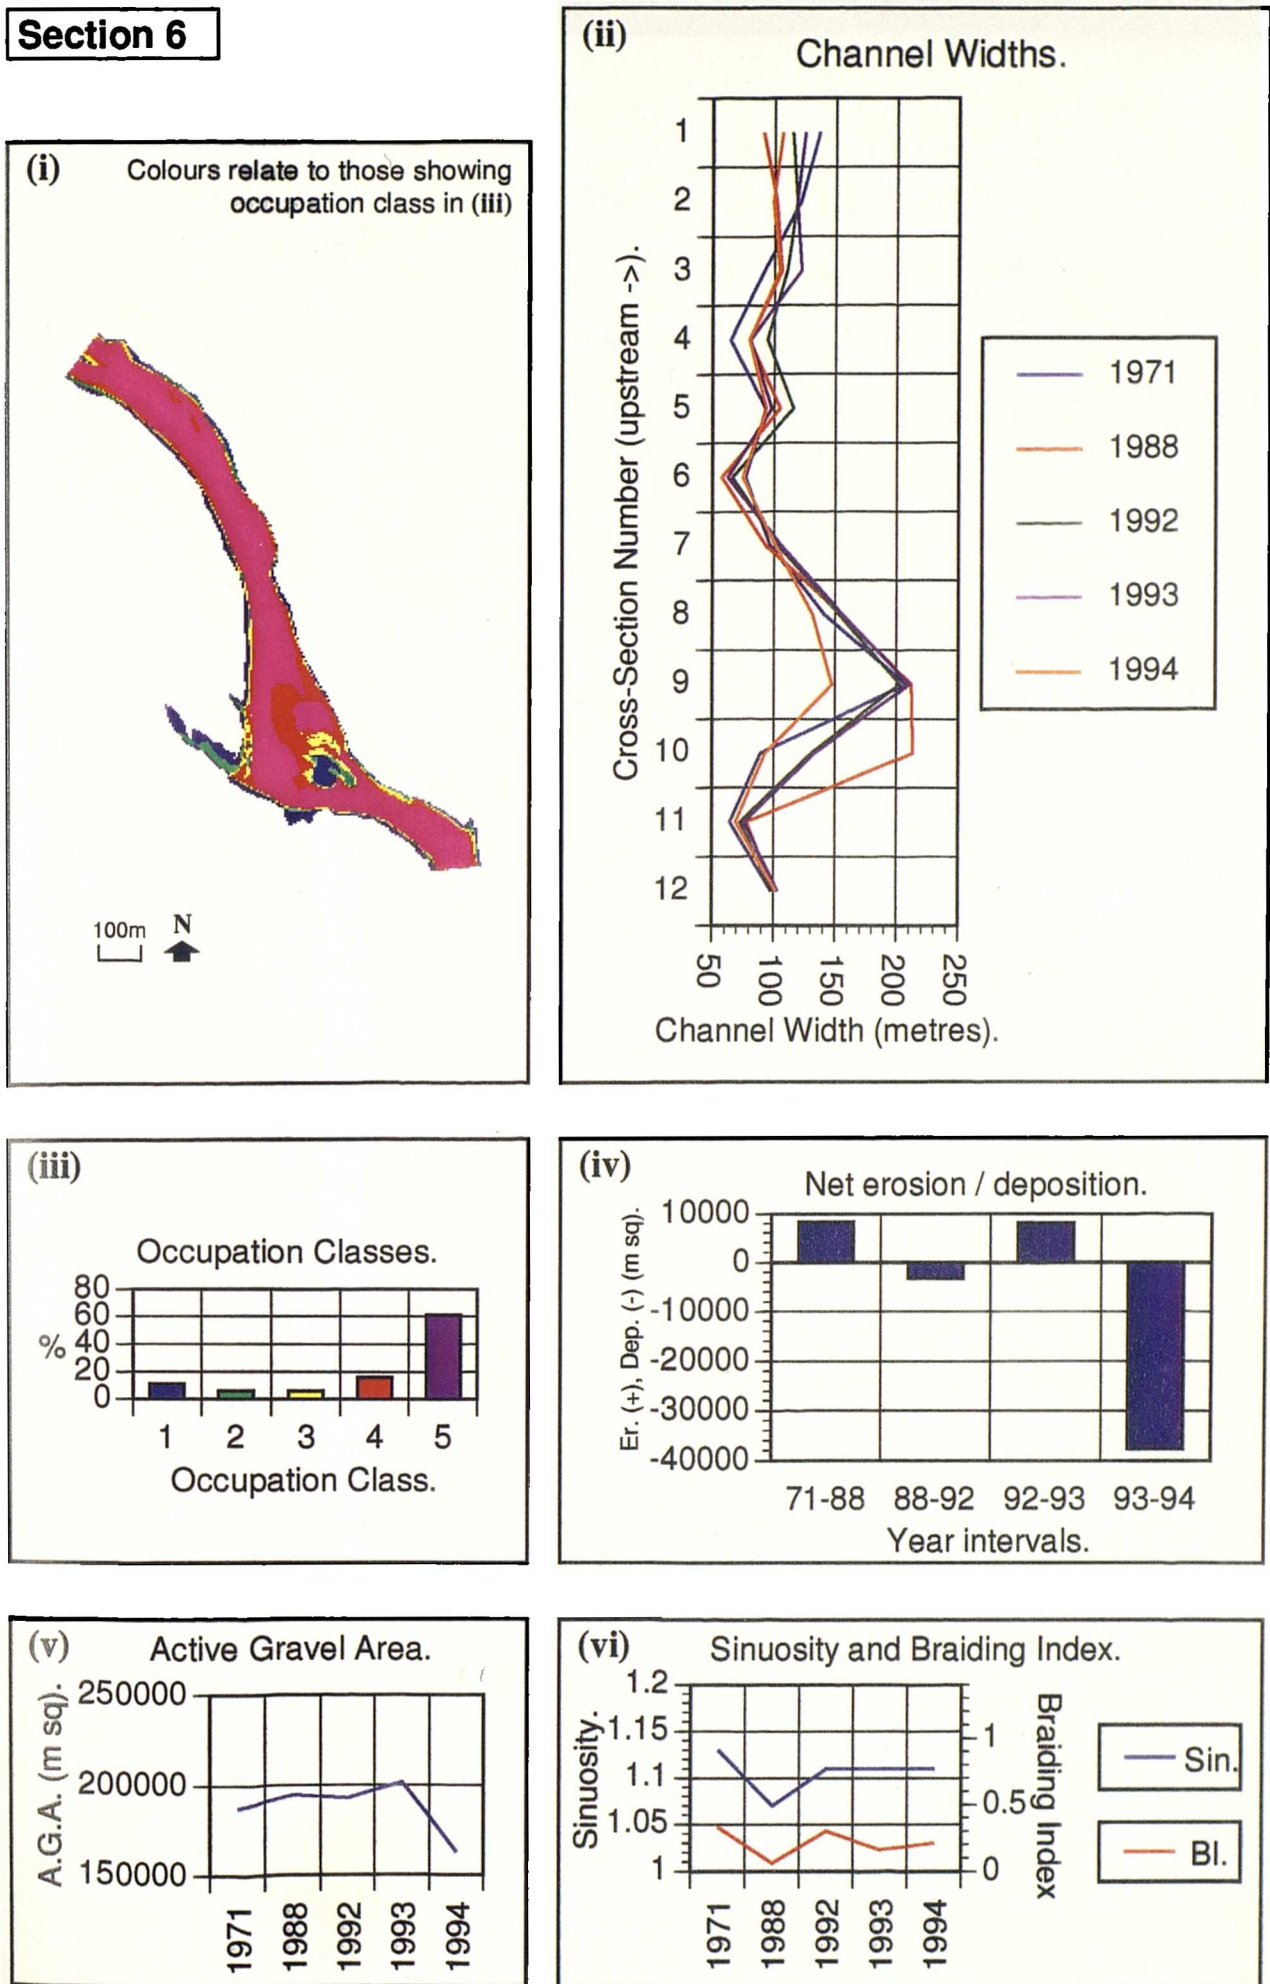 Section 6
(i)
Colours relate to those showing
occupation class in (iii)
100m
N
(ii)
Channel Widths.
Cross-Section Number (upstream ->).
1
2
3
4
5
6
7
8
9
10
11
12
50
100
150
200
250
Channel Width (metres).
1971
1988
1992
1993
1994
(iii)
Occupation Classes.
%
80
60
40
20
0
1 2 3 4 5
Occupation Class.
(iv)
Net erosion / deposition.
Er. (+), Dep. (-) (m sq).
10000
0
-10000
-20000
-30000
-40000
71-88 88-92 92-93 93-94
Year intervals.
(v)
Active Gravel Area.
A.G.A. (m sq).
250000
200000
150000
1971
1988
1992
1993
1994
(vi)
Sinuosity and Braiding Index.
Sinuosity.
1.2
1.15
1.1
1.05
1
1971
1988
1992
1993
1994
1
0.5
0
Braiding Index
Sin.
BI.